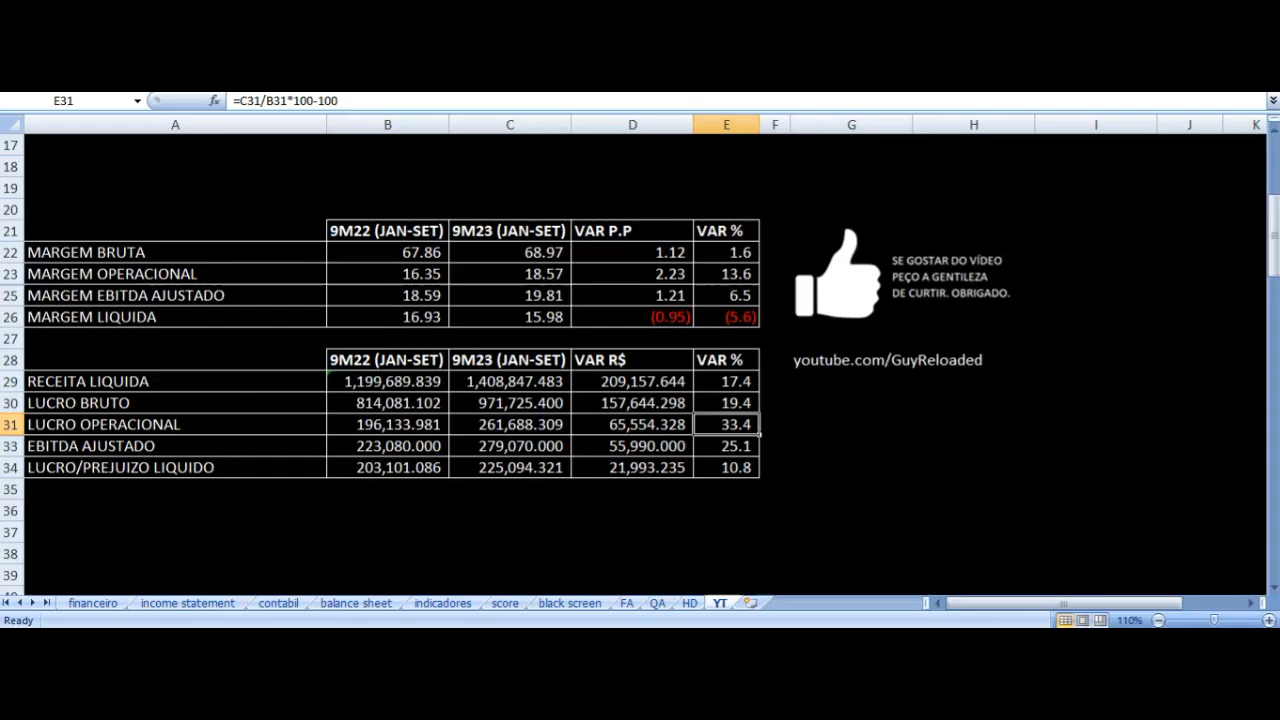 E31 fx =C31/B31*100-100
A B C D E F G H I J K
17
18
19
20
21 9M22 (JAN-SET) 9M23 (JAN-SET) VAR P.P VAR %
22 MARGEM BRUTA 67.86 68.97 1.12 1.6
23 MARGEM OPERACIONAL 16.35 18.57 2.23 13.6
25 MARGEM EBITDA AJUSTADO 18.59 19.81 1.21 6.5
26 MARGEM LIQUIDA 16.93 15.98 (0.95) (5.6)
SE GOSTAR DO VÍDEO
PEÇO A GENTILEZA
DE CURTIR. OBRIGADO.
27
28 9M22 (JAN-SET) 9M23 (JAN-SET) VAR R$ VAR % youtube.com/GuyReloaded
29 RECEITA LIQUIDA 1,199,689.839 1,408,847.483 209,157.644 17.4
30 LUCRO BRUTO 814,081.102 971,725.400 157,644.298 19.4
31 LUCRO OPERACIONAL 196,133.981 261,688.309 65,554.328 33.4
33 EBITDA AJUSTADO 223,080.000 279,070.000 55,990.000 25.1
34 LUCRO/PREJUIZO LIQUIDO 203,101.086 225,094.321 21,993.235 10.8
35
36
37
38
39
financeiro income statement contabil balance sheet indicadores score black screen FA QA HD YT
Ready 110%